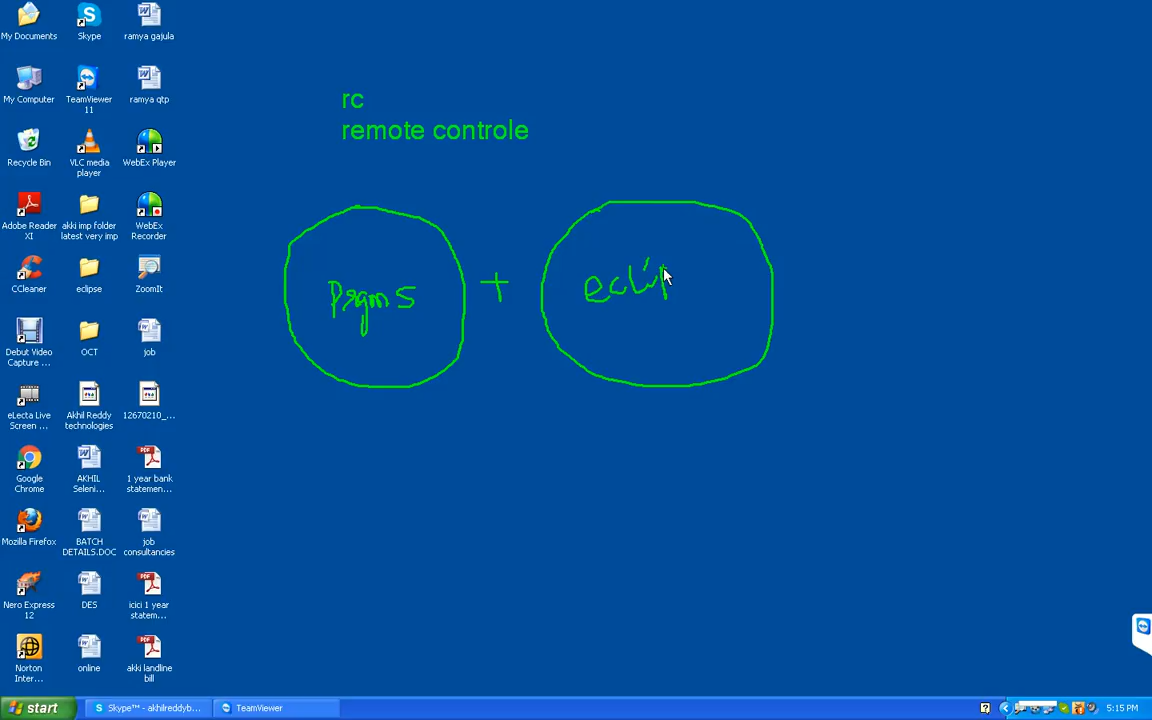 My Documents
Skype
ramya gajula
My Computer
TeamViewer 11
ramya qtp
Recycle Bin
VLC media player
WebEx Player
Adobe Reader XI
akki imp folder latest very imp
WebEx Recorder
CCleaner
eclipse
ZoomIt
Debut Video Capture ...
OCT
job
eLecta Live Screen ...
Akhil Reddy technologies
12670210_...
Google Chrome
AKHIL Seleni...
1 year bank statemen...
Mozilla Firefox
BATCH DETAILS.DOC
job consultancies
Nero Express 12
DES
icici 1 year statem...
Norton Inter...
online
akki landline bill
rc
remote controle
+
eclip
start
Skype™ - akhilreddyb...
TeamViewer
5:15 PM